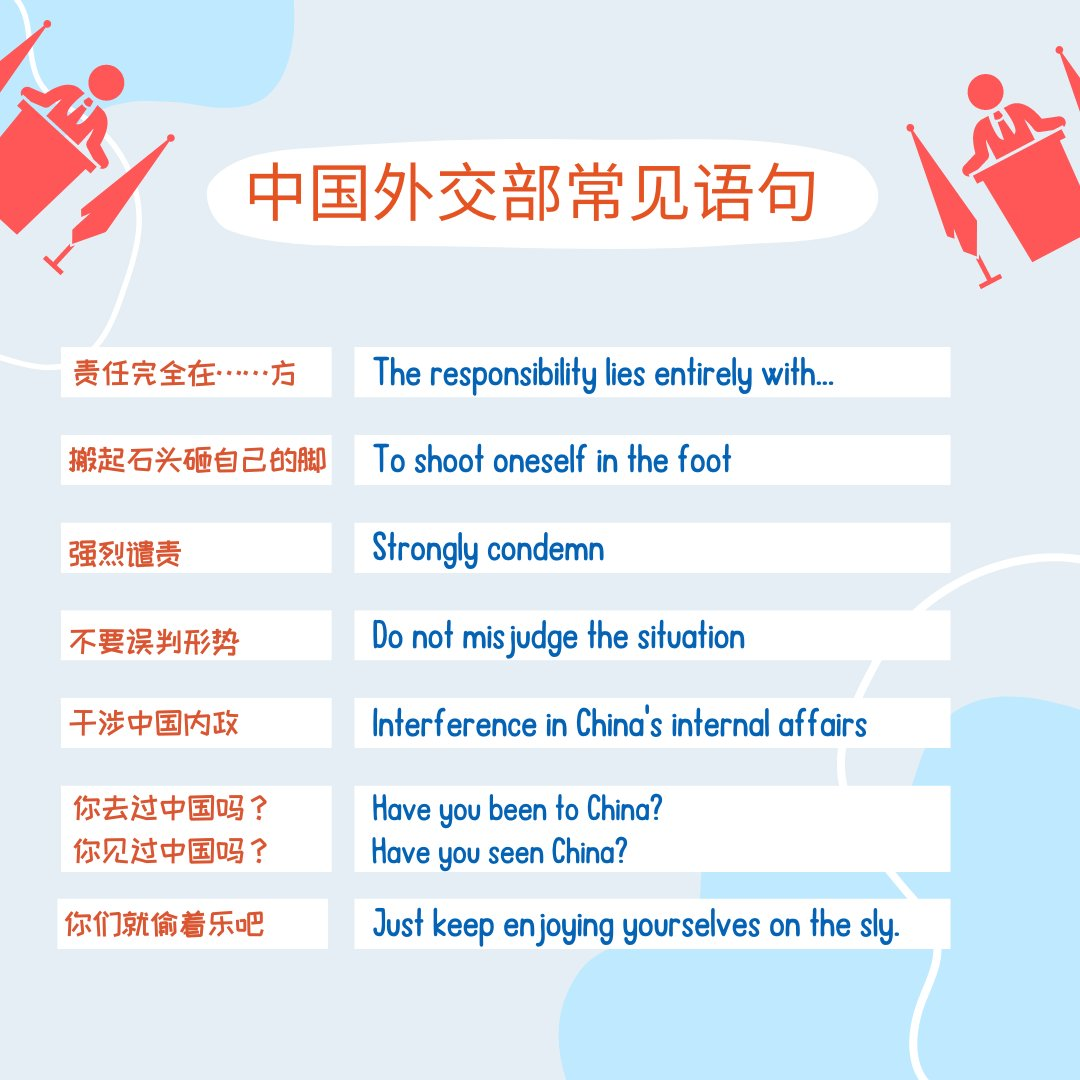 中国外交部常见语句
责任完全在……方
The responsibility lies entirely with...
搬起石头砸自己的脚
To shoot oneself in the foot
强烈谴责
Strongly condemn
不要误判形势
Do not misjudge the situation
干涉中国内政
Interference in China's internal affairs
你去过中国吗？
你见过中国吗？
Have you been to China?
Have you seen China?
你们就偷着乐吧
Just keep enjoying yourselves on the sly.